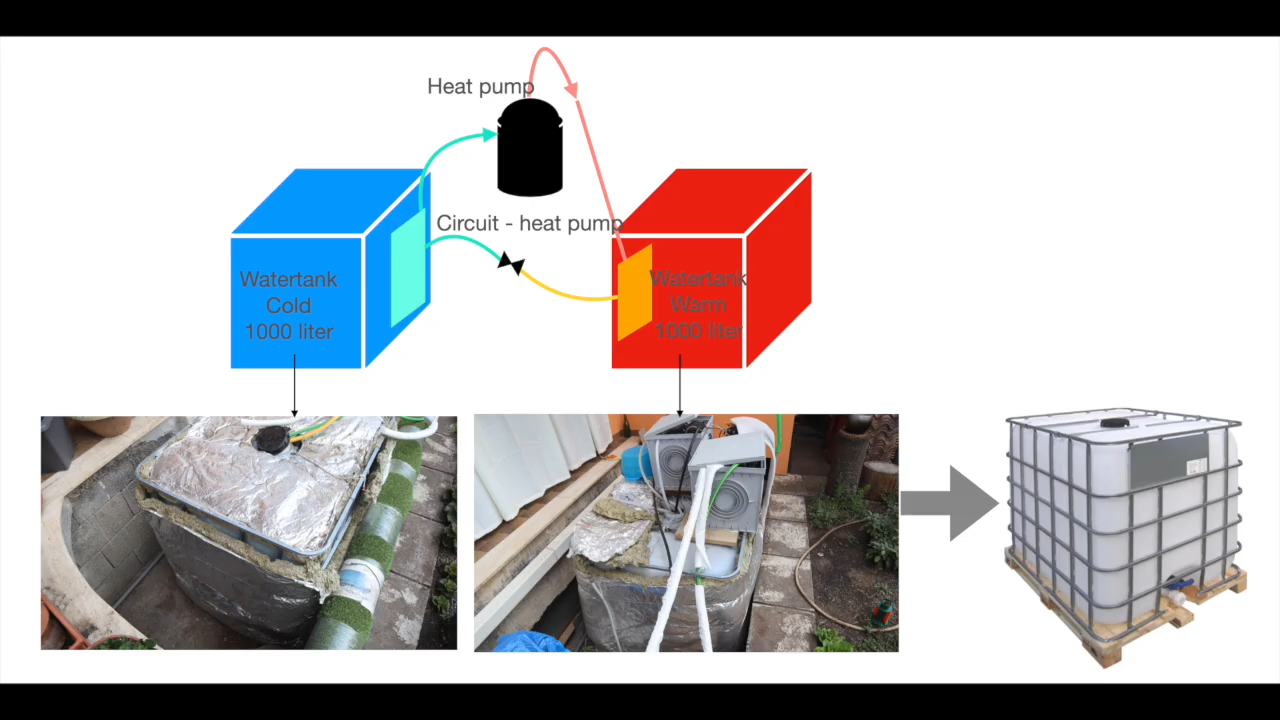 Heat pump
Circuit - heat pump
Watertank
Cold
1000 liter
Watertank
Warm
1000 liter